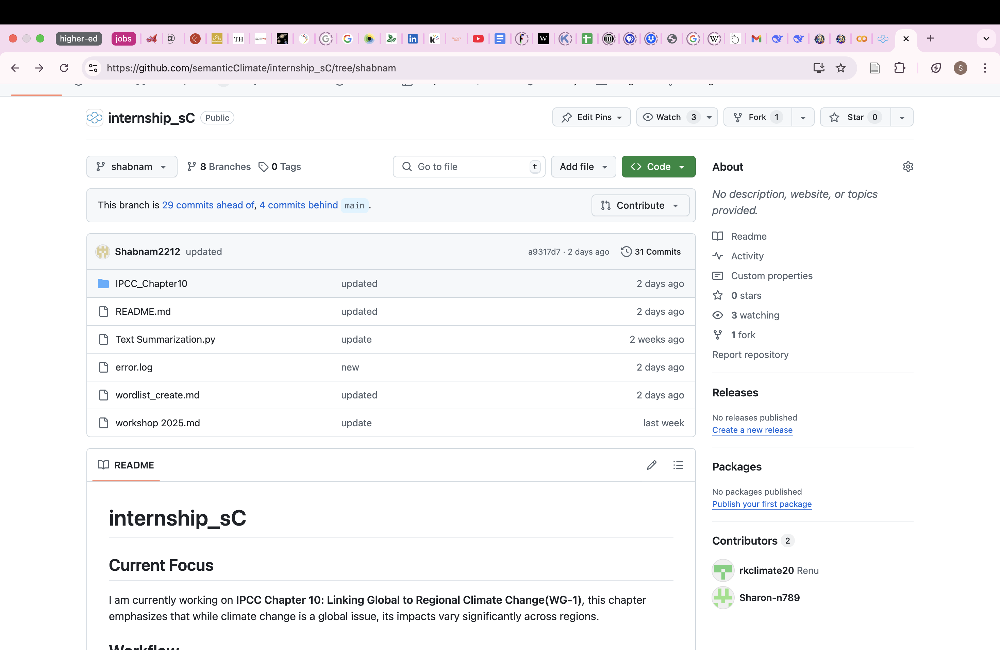 higher-ed jobs
https://github.com/semanticClimate/internship_sC/tree/shabnam
internship_sC Public Edit Pins Watch 3 Fork 1 Star 0
shabnam 8 Branches 0 Tags Go to file t Add file Code
This branch is 29 commits ahead of, 4 commits behind main .
Contribute
Shabnam2212 updated a9317d7 · 2 days ago 31 Commits
IPCC_Chapter10 updated 2 days ago
README.md updated 2 days ago
Text Summarization.py update 2 weeks ago
error.log new 2 days ago
wordlist_create.md updated 2 days ago
workshop 2025.md update last week
README
internship_sC
Current Focus
I am currently working on IPCC Chapter 10: Linking Global to Regional Climate Change(WG-1), this chapter
emphasizes that while climate change is a global issue, its impacts vary significantly across regions.
Workflow
About
No description, website, or topics
provided.
Readme
Activity
Custom properties
0 stars
3 watching
1 fork
Report repository
Releases
No releases published
Create a new release
Packages
No packages published
Publish your first package
Contributors 2
rkclimate20 Renu
Sharon-n789